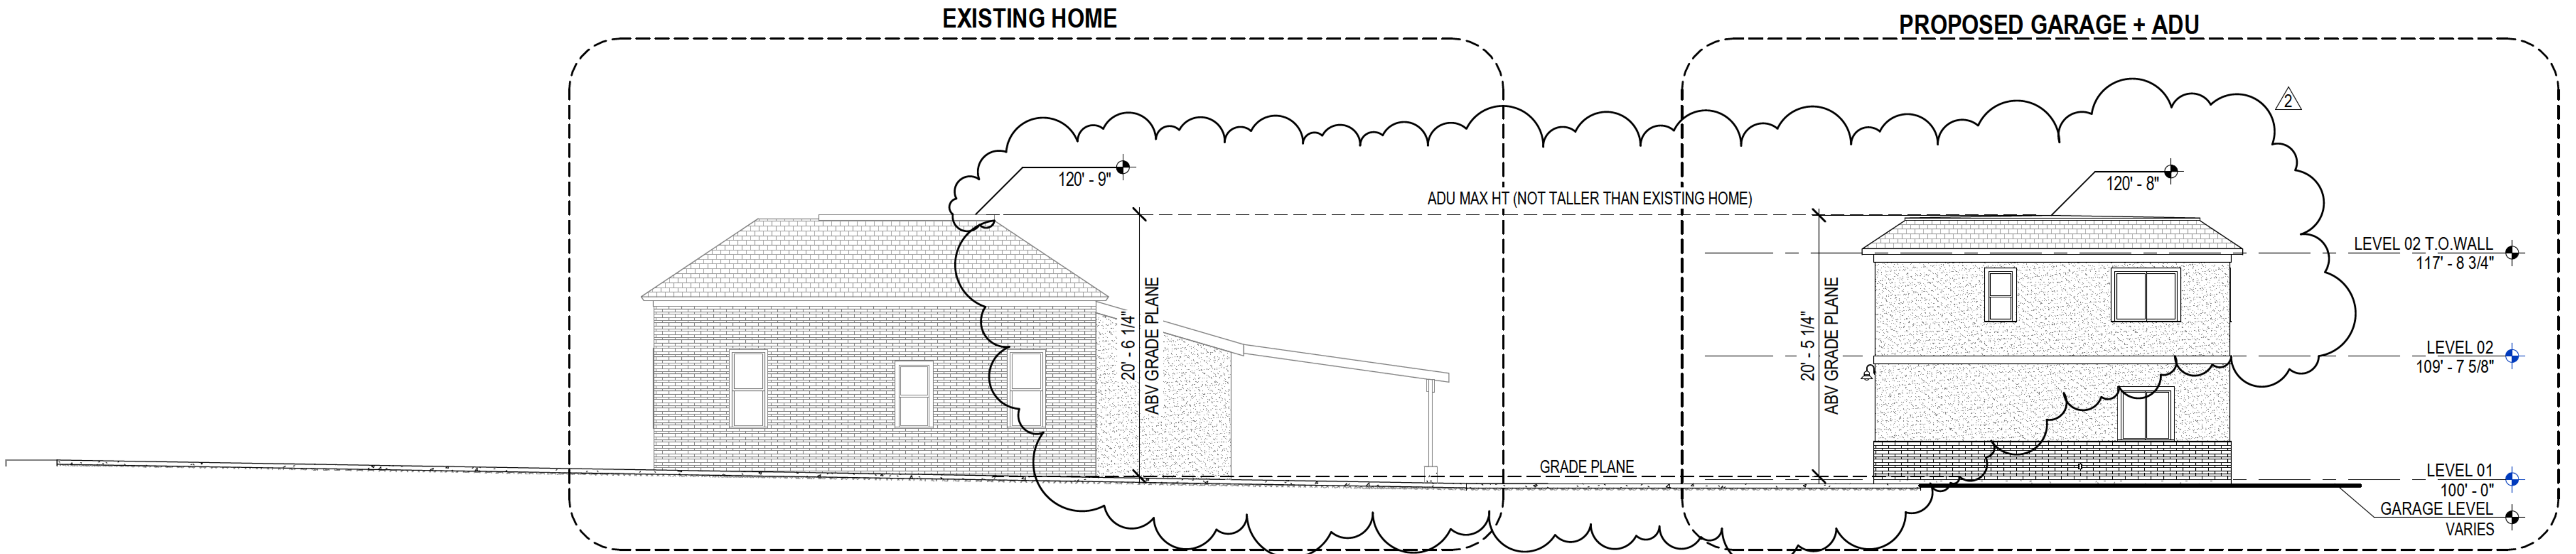 EXISTING HOME
PROPOSED GARAGE + ADU
2
120' - 9"
120' - 8"
ADU MAX HT (NOT TALLER THAN EXISTING HOME)
LEVEL 02 T.O.WALL
117' - 8 3/4"
20' - 6 1/4"
ABV GRADE PLANE
20' - 5 1/4"
ABV GRADE PLANE
LEVEL 02
109' - 7 5/8"
GRADE PLANE
LEVEL 01
100' - 0"
GARAGE LEVEL
VARIES